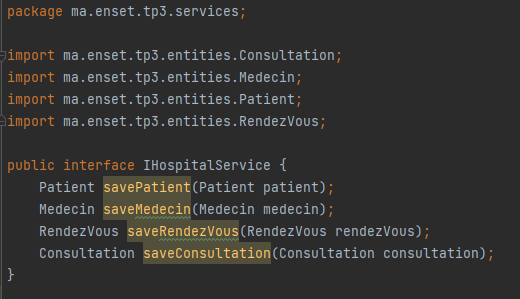 package ma.enset.tp3.services;
import ma.enset.tp3.entities.Consultation;
import ma.enset.tp3.entities.Medecin;
import ma.enset.tp3.entities.Patient;
import ma.enset.tp3.entities.RendezVous;
public interface IHospitalService {
    Patient savePatient(Patient patient);
    Medecin saveMedecin(Medecin medecin);
    RendezVous saveRendezVous(RendezVous rendezVous);
    Consultation saveConsultation(Consultation consultation);
}